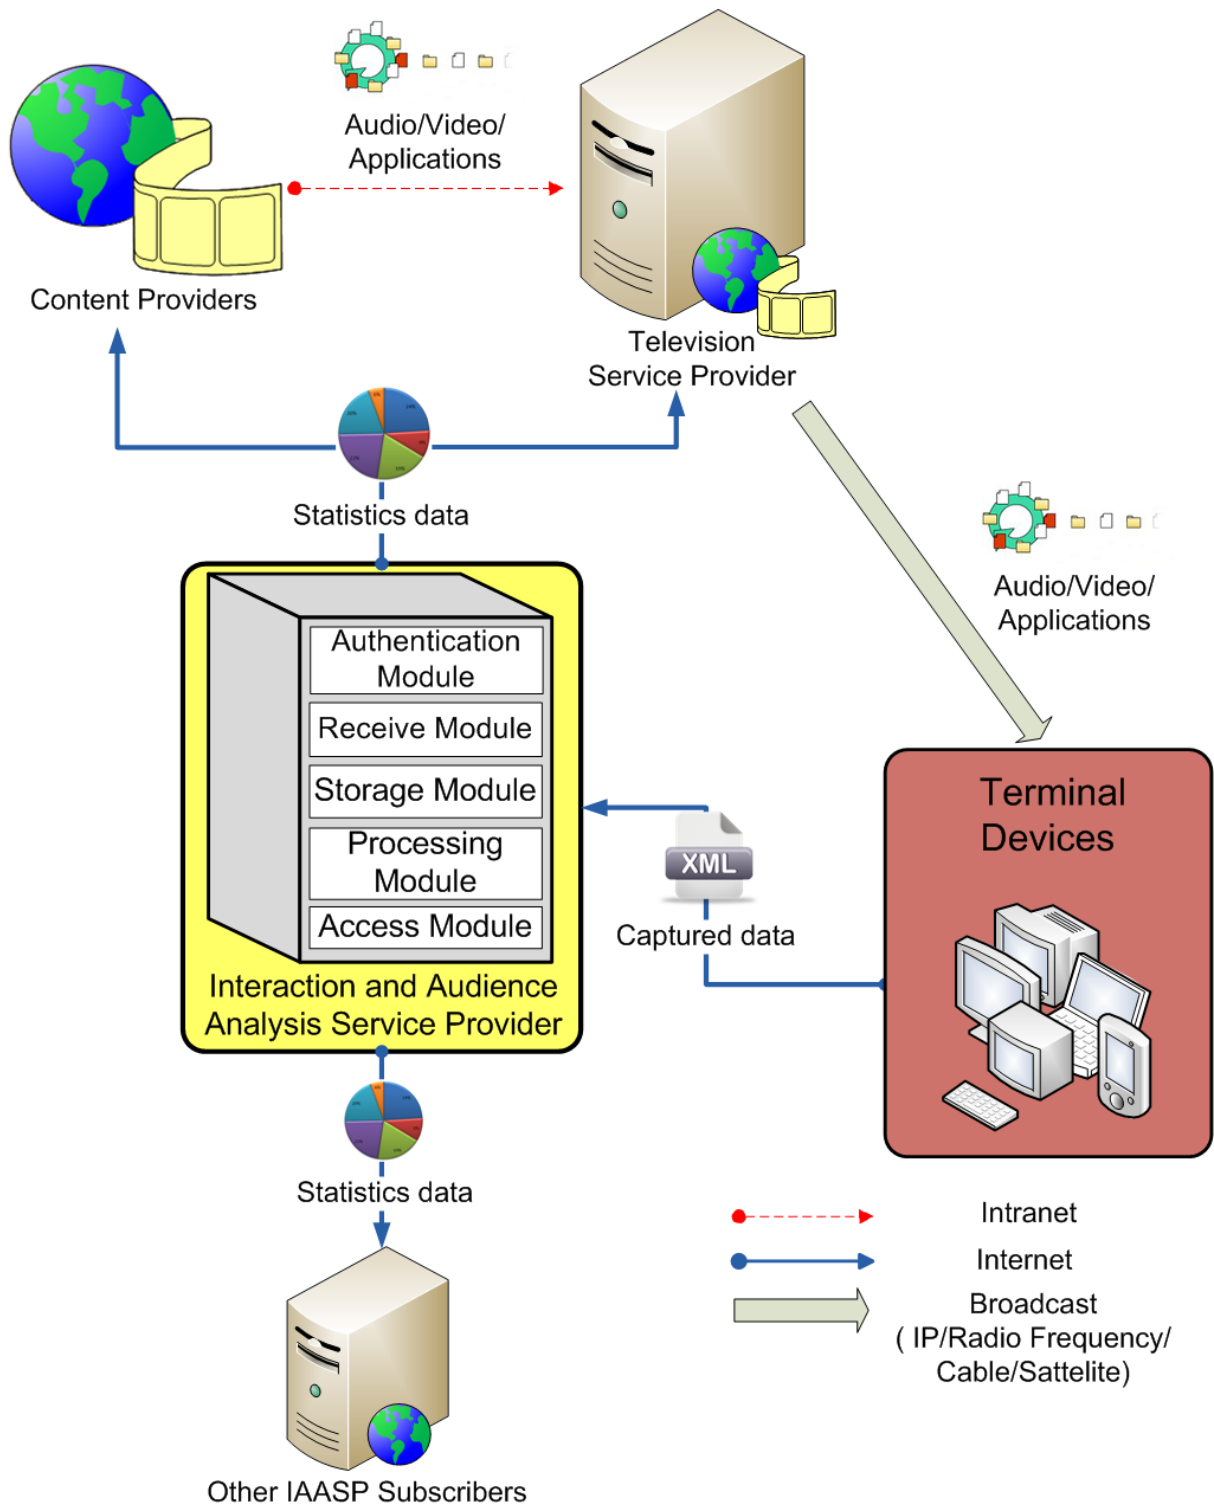 Audio/Video/
Applications
Content Providers
Television
Service Provider
Statistics data
Audio/Video/
Applications
Authentication
Module
Receive Module
Storage Module
Processing
Module
Access Module
Interaction and Audience
Analysis Service Provider
XML
Captured data
Terminal
Devices
Statistics data
Other IAASP Subscribers
Intranet
Internet
Broadcast
( IP/Radio Frequency/
Cable/Sattelite)